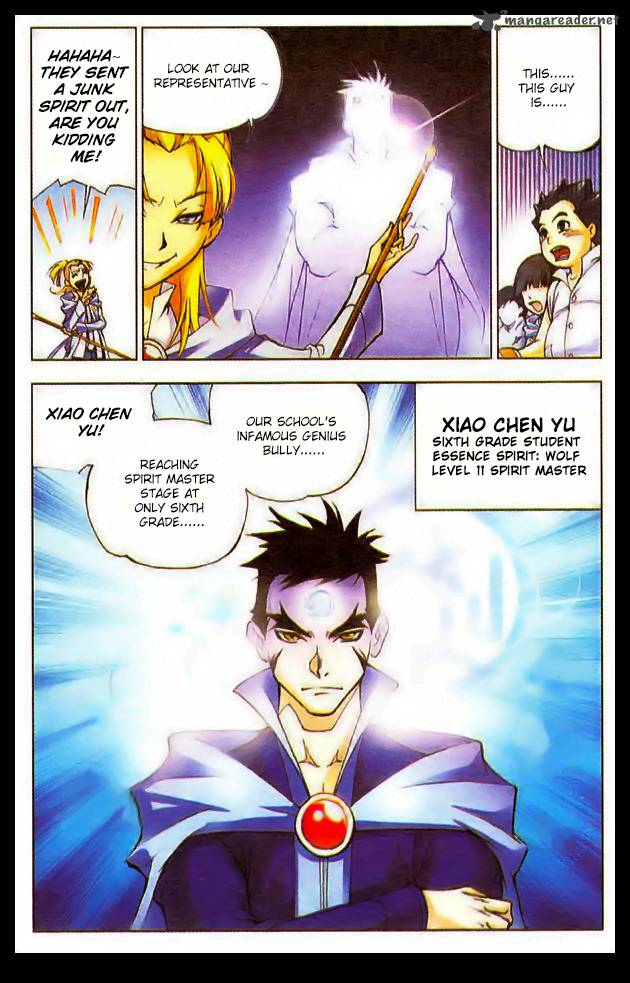 mangareader.net
HAHAHA~
THEY SENT
A JUNK
SPIRIT OUT,
ARE YOU
KIDDING
ME!
LOOK AT OUR
REPRESENTATIVE ~
THIS......
THIS GUY
IS......
XIAO CHEN
YU!
REACHING
SPIRIT MASTER
STAGE AT
ONLY SIXTH
GRADE......
OUR SCHOOL'S
INFAMOUS GENIUS
BULLY......
XIAO CHEN YU
SIXTH GRADE STUDENT
ESSENCE SPIRIT: WOLF
LEVEL 11 SPIRIT MASTER
mangareader.net